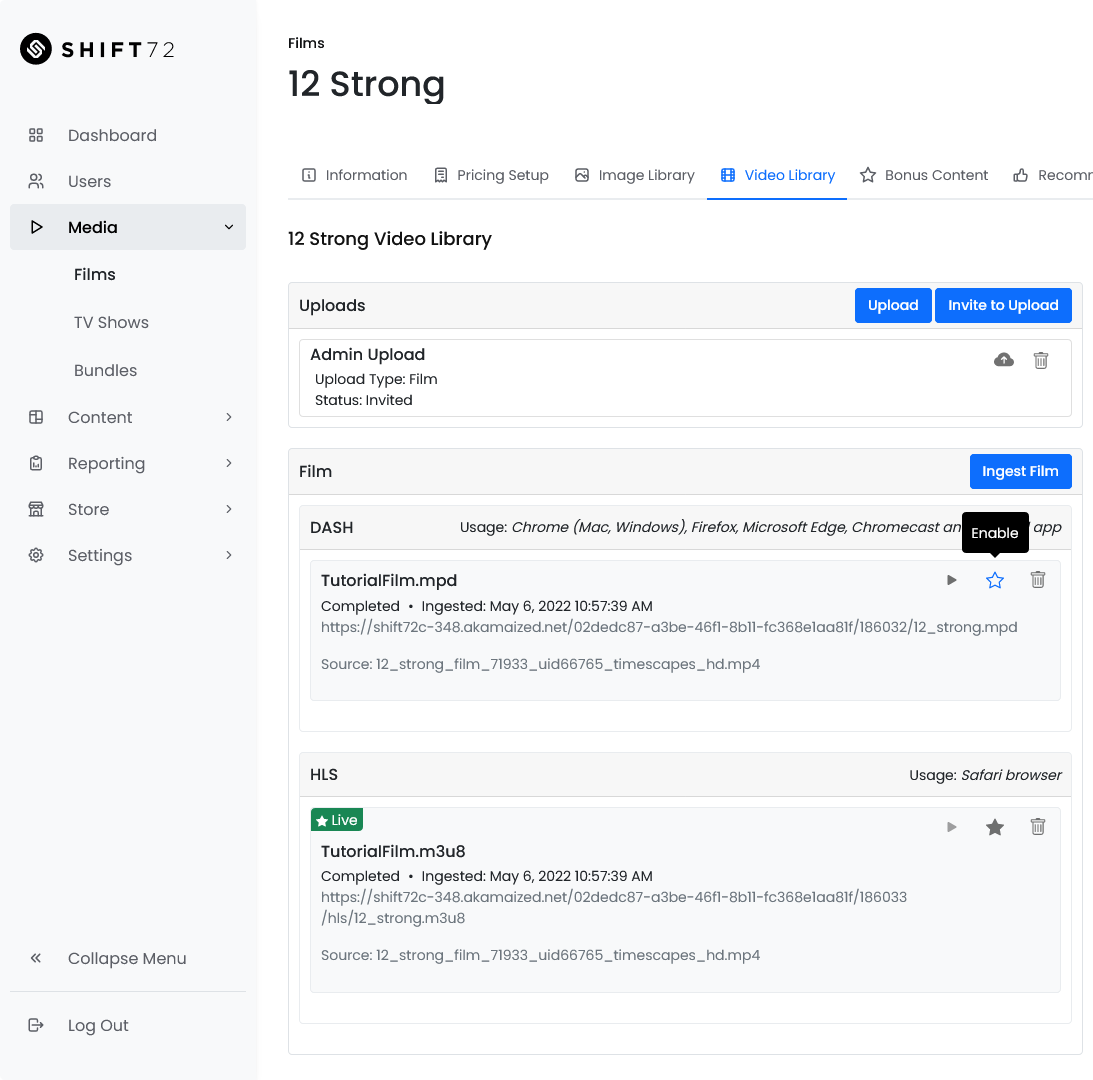 SHIFT72
Dashboard
Users
Media
Films
TV Shows
Bundles
Content
Reporting
Store
Settings
Collapse Menu
Log Out
Films
12 Strong
Information
Pricing Setup
Image Library
Video Library
Bonus Content
Recomm
12 Strong Video Library
Uploads
Upload
Invite to Upload
Admin Upload
Upload Type: Film
Status: Invited
Film
Ingest Film
DASH
Usage: Chrome (Mac, Windows), Firefox, Microsoft Edge, Chromecast an
app
Enable
TutorialFilm.mpd
Completed • Ingested: May 6, 2022 10:57:39 AM
https://shift72c-348.akamaized.net/02dedc87-a3be-46f1-8b11-fc368e1aa81f/186032/12_strong.mpd
Source: 12_strong_film_71933_uid66765_timescapes_hd.mp4
HLS
Usage: Safari browser
Live
TutorialFilm.m3u8
Completed • Ingested: May 6, 2022 10:57:39 AM
https://shift72c-348.akamaized.net/02dedc87-a3be-46f1-8b11-fc368e1aa81f/186033
/hls/12_strong.m3u8
Source: 12_strong_film_71933_uid66765_timescapes_hd.mp4